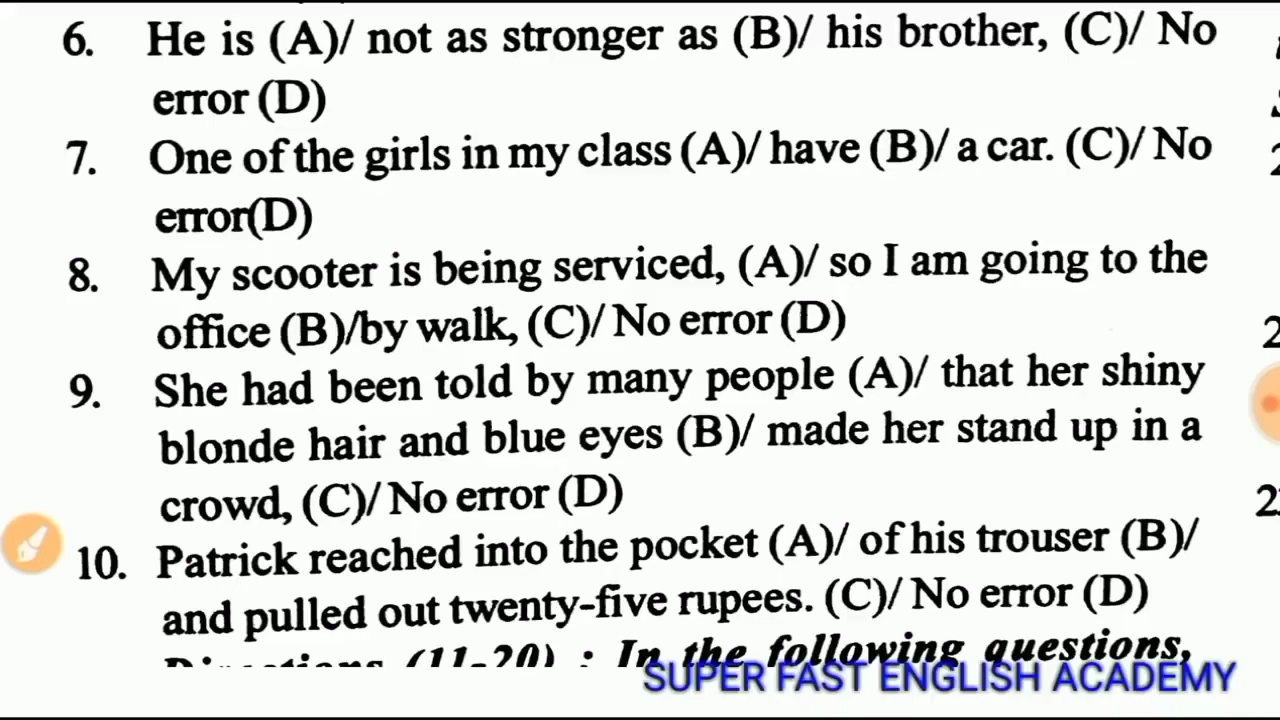 6. He is (A)/ not as stronger as (B)/ his brother, (C)/ No
error (D)
7. One of the girls in my class (A)/ have (B)/ a car. (C)/ No
error(D)
8. My scooter is being serviced, (A)/ so I am going to the
office (B)/by walk, (C)/ No error (D)
9. She had been told by many people (A)/ that her shiny
blonde hair and blue eyes (B)/ made her stand up in a
crowd, (C)/ No error (D)
10. Patrick reached into the pocket (A)/ of his trouser (B)/
and pulled out twenty-five rupees. (C)/ No error (D)
Directions (11-20) : In the following questions,
SUPER FAST ENGLISH ACADEMY